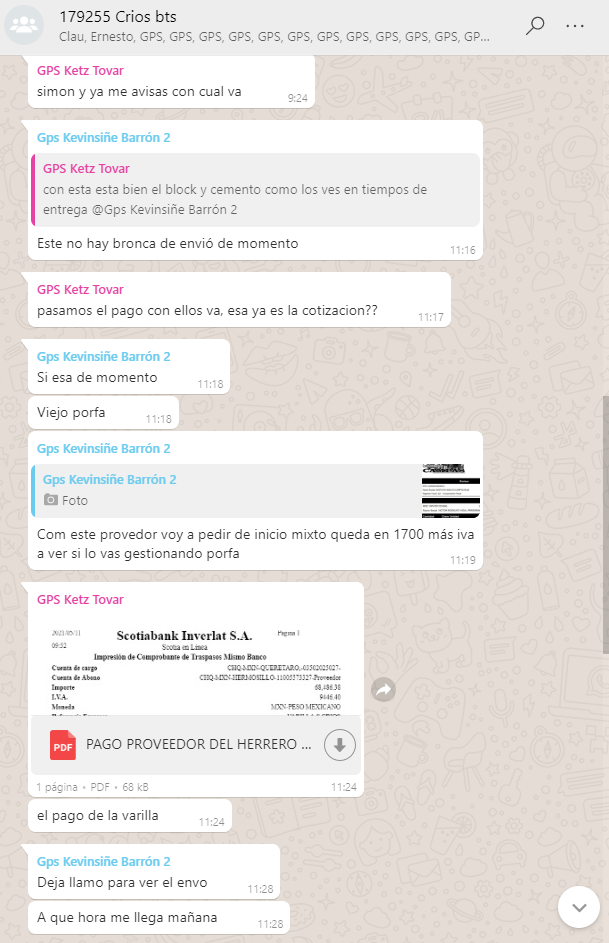 179255 Crios bts
Clau, Ernesto, GPS, GPS, GPS, GPS, GPS, GPS, GPS, GPS, GPS, GPS, GPS, GP...
GPS Ketz Tovar
simon y ya me avisas con cual va
9:24
Gps Kevinsiñe Barrón 2
GPS Ketz Tovar
con esta esta bien el block y cemento como los ves en tiempos de
entrega @Gps Kevinsiñe Barrón 2
Este no hay bronca de envió de momento
11:16
GPS Ketz Tovar
pasamos el pago con ellos va, esa ya es la cotizacion??
11:17
Gps Kevinsiñe Barrón 2
Si esa de momento
11:18
Viejo porfa
11:18
Gps Kevinsiñe Barrón 2
Gps Kevinsiñe Barrón 2
Foto
Com este provedor voy a pedir de inicio mixto queda en 1700 más iva
a ver si lo vas gestionando porfa
11:19
GPS Ketz Tovar
2021/05/11 Scotiabank Inverlat S.A. Página 1
09:52 Scotia en Línea
Impresión de Comprobante de Traspasos Mismo Banco
Cuenta de cargo CHQ-MXN-QUERETARO,-03502025027-
Cuenta de Abono CHQ-MXN-HERMOSILLO-11005573327-Proveedor
Importe 68,486.38
I.V.A. 9446.40
Moneda MXN-PESO MEXICANO
PDF PAGO PROVEEDOR DEL HERRERO ...
1 página • PDF • 68 kB
11:24
el pago de la varilla
11:24
Gps Kevinsiñe Barrón 2
Deja llamo para ver el envo
11:28
A que hora me llega mañana
11:28